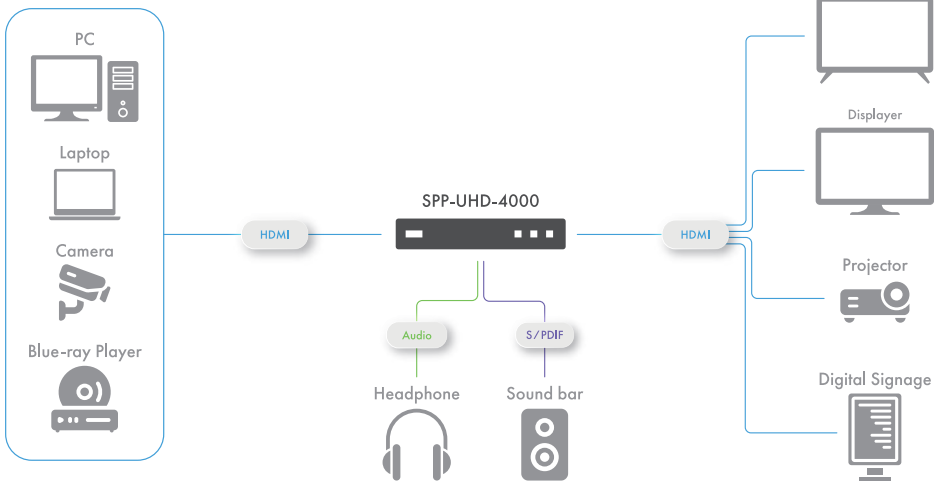 PC
Laptop
Camera
Blue-ray Player
HDMI
SPP-UHD-4000
Audio
S/PDIF
Headphone
Sound bar
HDMI
Displayer
Projector
Digital Signage